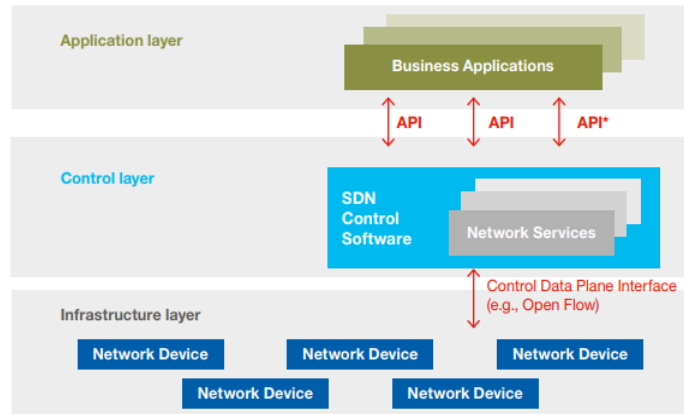 Application layer
Business Applications
API
API
API*
Control layer
SDN
Control
Software
Network Services
Control Data Plane Interface
(e.g., Open Flow)
Infrastructure layer
Network Device
Network Device
Network Device
Network Device
Network Device